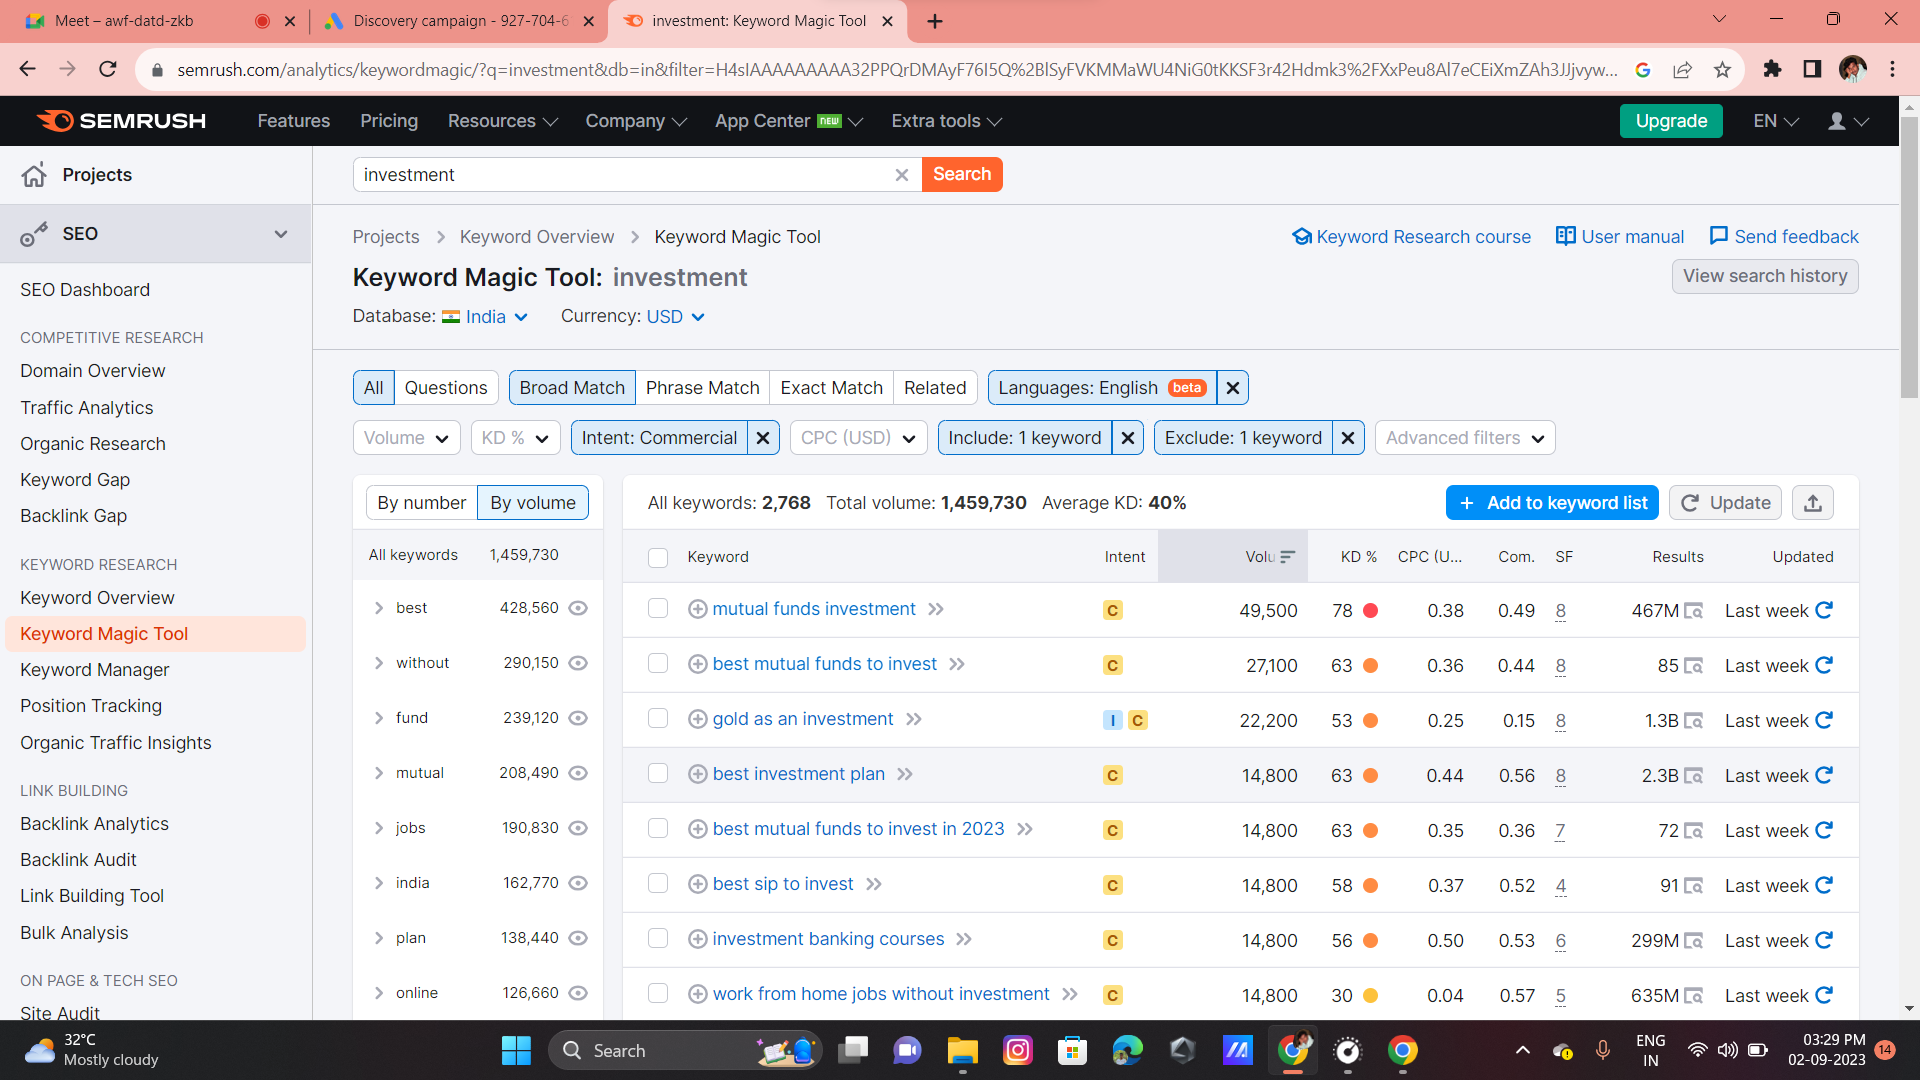 Meet – awf-datd-zkb
Discovery campaign - 927-704-6
investment: Keyword Magic Tool
semrush.com/analytics/keywordmagic/?q=investment&db=in&filter=H4sIAAAAAAAAA32PPQrDMAyF76I5Q%2BlSyFVKMMaWU4NiG0tKKSF3r42Hdmk3%2FXxPeu8Al7eCEiXmZAh3JJjvyw...
SEMRUSH
Features
Pricing
Resources
Company
App Center NEW
Extra tools
Upgrade
EN
Projects
investment
Search
SEO
Projects > Keyword Overview > Keyword Magic Tool
Keyword Research course
User manual
Send feedback
Keyword Magic Tool: investment
View search history
Database: India
Currency: USD
SEO Dashboard
COMPETITIVE RESEARCH
Domain Overview
Traffic Analytics
Organic Research
Keyword Gap
Backlink Gap
KEYWORD RESEARCH
Keyword Overview
Keyword Magic Tool
Keyword Manager
Position Tracking
Organic Traffic Insights
LINK BUILDING
Backlink Analytics
Backlink Audit
Link Building Tool
Bulk Analysis
ON PAGE & TECH SEO
Site Audit
All Questions Broad Match Phrase Match Exact Match Related Languages: English beta
Volume KD % Intent: Commercial CPC (USD) Include: 1 keyword Exclude: 1 keyword Advanced filters
By number By volume
All keywords 1,459,730
best 428,560
without 290,150
fund 239,120
mutual 208,490
jobs 190,830
india 162,770
plan 138,440
online 126,660
All keywords: 2,768 Total volume: 1,459,730 Average KD: 40%
+ Add to keyword list
Update
Keyword Intent Volu KD % CPC (U... Com. SF Results Updated
mutual funds investment C 49,500 78 0.38 0.49 8 467M Last week
best mutual funds to invest C 27,100 63 0.36 0.44 8 85 Last week
gold as an investment I C 22,200 53 0.25 0.15 8 1.3B Last week
best investment plan C 14,800 63 0.44 0.56 8 2.3B Last week
best mutual funds to invest in 2023 C 14,800 63 0.35 0.36 7 72 Last week
best sip to invest C 14,800 58 0.37 0.52 4 91 Last week
investment banking courses C 14,800 56 0.50 0.53 6 299M Last week
work from home jobs without investment C 14,800 30 0.04 0.57 5 635M Last week
32°C
Mostly cloudy
Search
ENG
IN
03:29 PM
02-09-2023
14